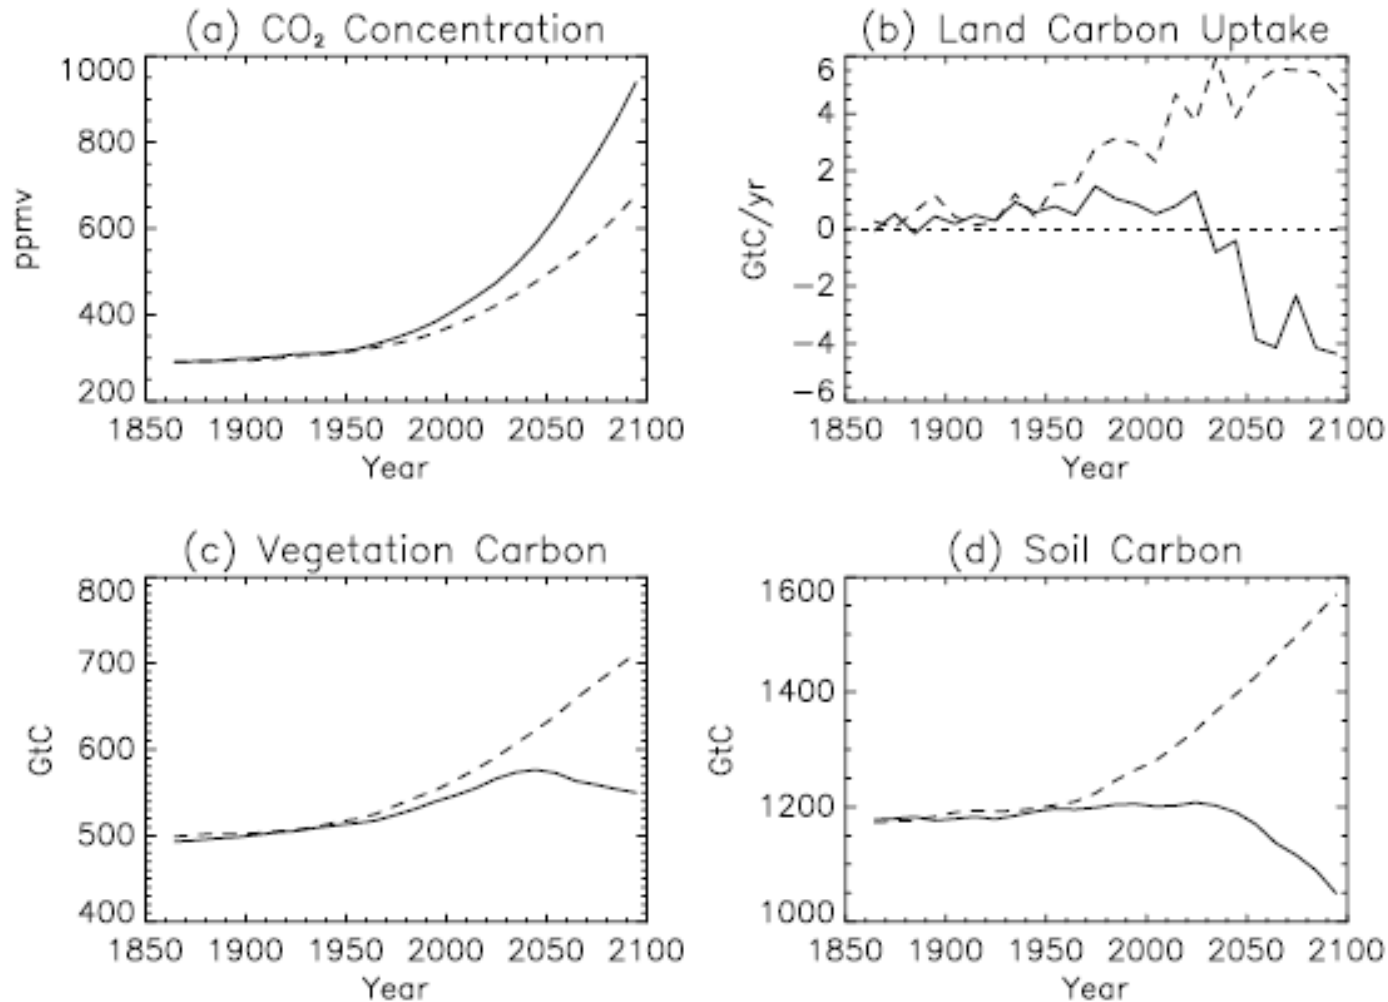 (a) CO₂ Concentration
1000
800
600
400
200
ppmv
1850 1900 1950 2000 2050 2100
Year
(b) Land Carbon Uptake
6
4
2
0
−2
−4
−6
GtC/yr
1850 1900 1950 2000 2050 2100
Year
(c) Vegetation Carbon
800
700
600
500
400
GtC
1850 1900 1950 2000 2050 2100
Year
(d) Soil Carbon
1600
1400
1200
1000
GtC
1850 1900 1950 2000 2050 2100
Year